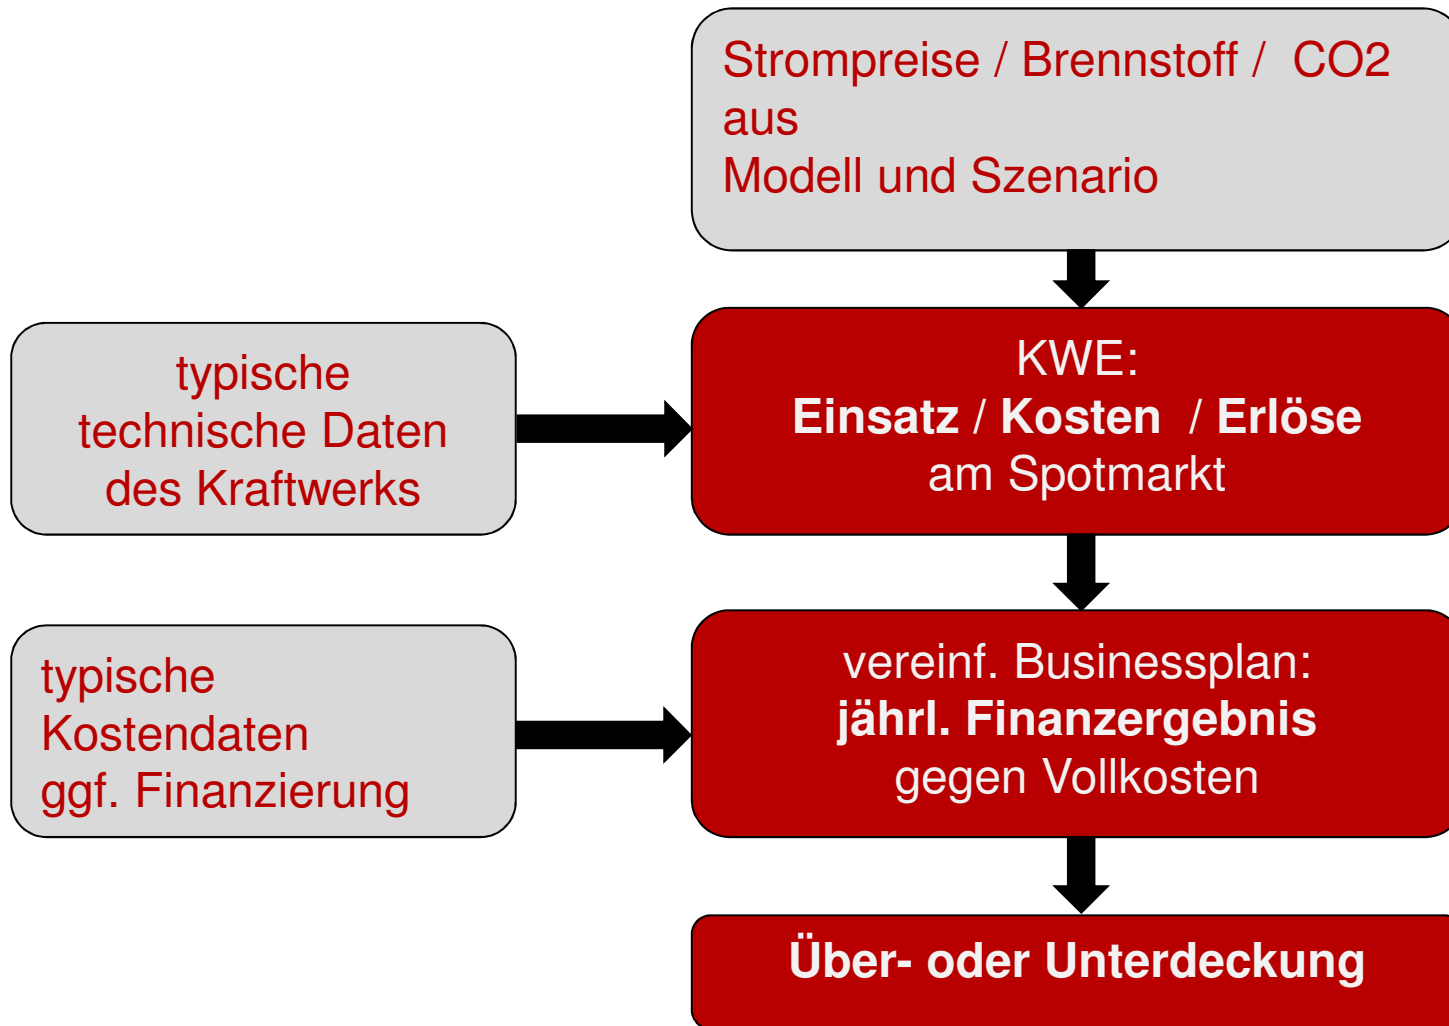 Strompreise / Brennstoff / CO2
aus
Modell und Szenario
typische
technische Daten
des Kraftwerks
KWE:
Einsatz / Kosten / Erlöse
am Spotmarkt
typische
Kostendaten
ggf. Finanzierung
vereinf. Businessplan:
jährl. Finanzergebnis
gegen Vollkosten
Über- oder Unterdeckung